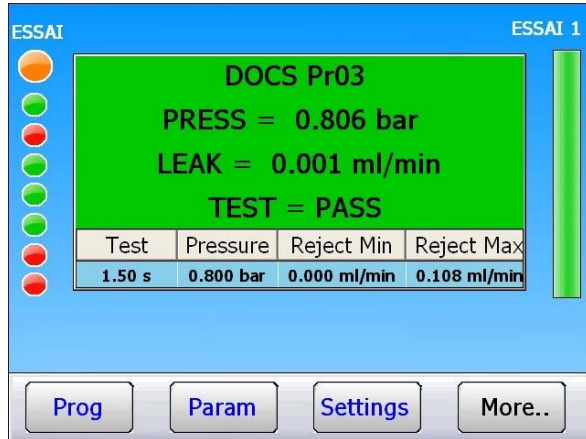 ESSAI
ESSAI 1
DOCS Pr03
PRESS = 0.806 bar
LEAK = 0.001 ml/min
TEST = PASS
Test Pressure Reject Min Reject Max
1.50 s 0.800 bar 0.000 ml/min 0.108 ml/min
Prog Param Settings More..